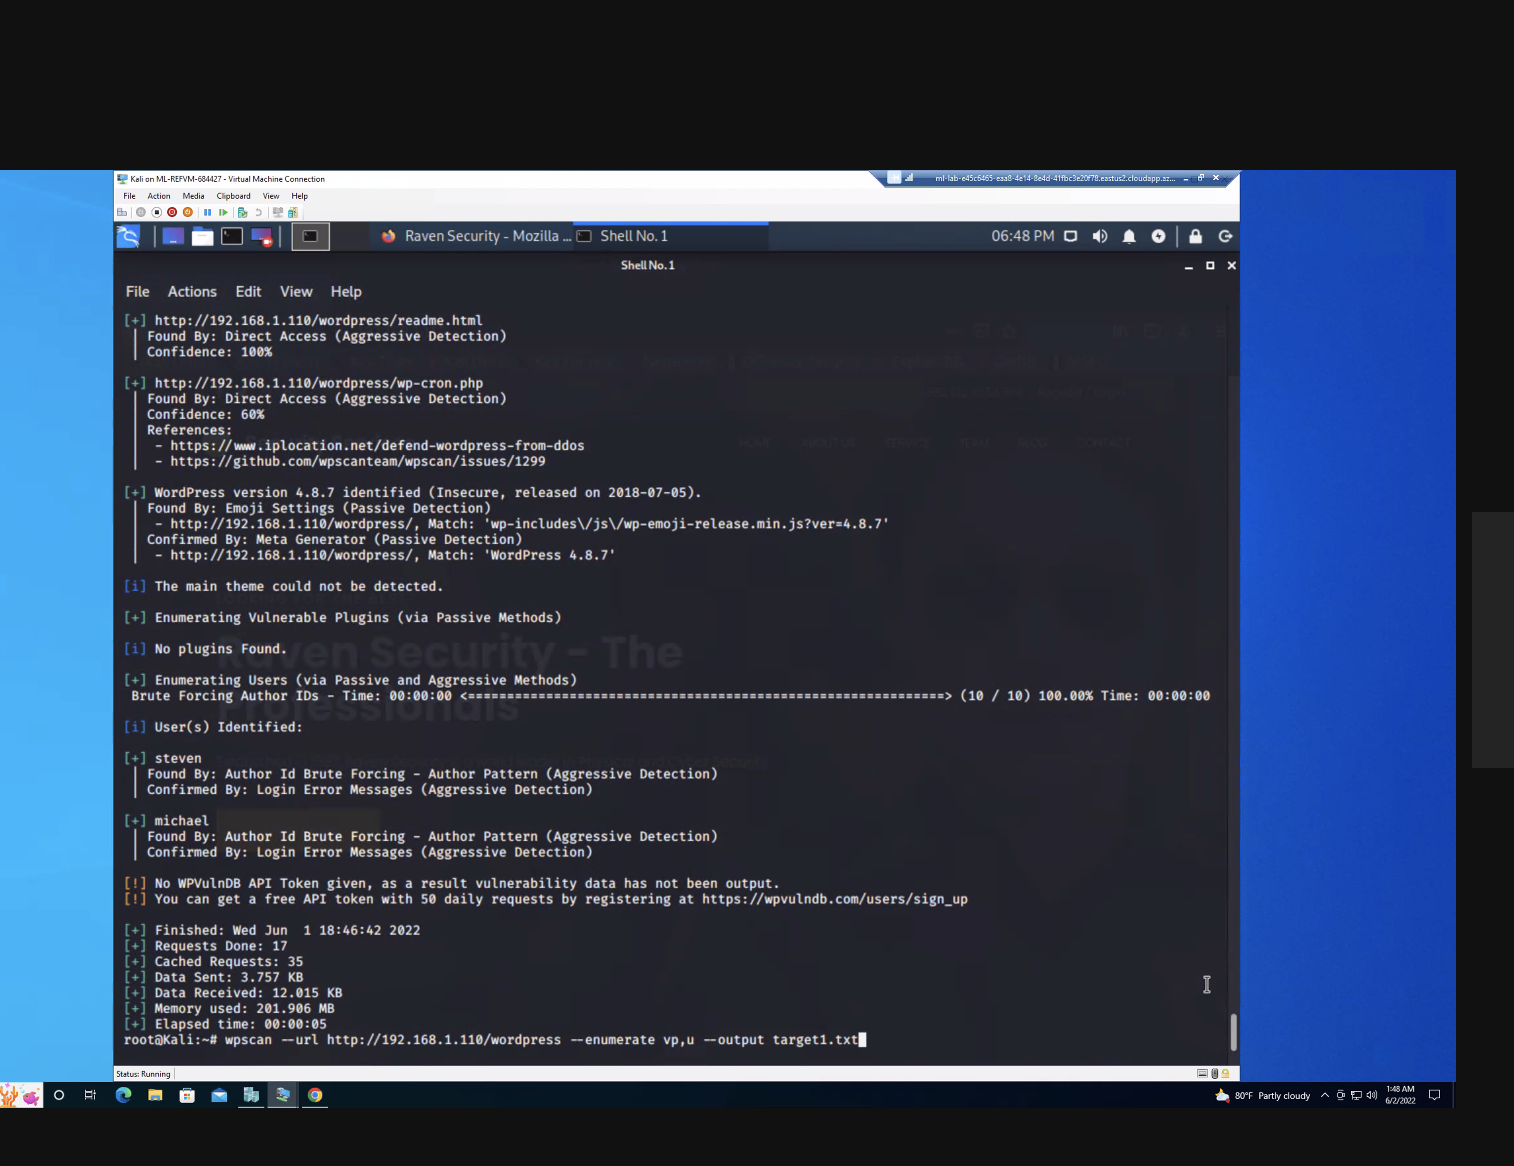 Kali on ML-REFVM-684427 - Virtual Machine Connection
ml-lab-e45c6465-eaa8-4e14-8e4d-41fbc3e20f78.eastus2.cloudapp.az...
File Action Media Clipboard View Help
Raven Security - Mozilla ... Shell No. 1 06:48 PM
Shell No.1
File Actions Edit View Help
[+] http://192.168.1.110/wordpress/readme.html
| Found By: Direct Access (Aggressive Detection)
| Confidence: 100%
[+] http://192.168.1.110/wordpress/wp-cron.php
| Found By: Direct Access (Aggressive Detection)
| Confidence: 60%
| References:
| - https://www.iplocation.net/defend-wordpress-from-ddos
| - https://github.com/wpscanteam/wpscan/issues/1299
[+] WordPress version 4.8.7 identified (Insecure, released on 2018-07-05).
| Found By: Emoji Settings (Passive Detection)
| - http://192.168.1.110/wordpress/, Match: 'wp-includes\/js\/wp-emoji-release.min.js?ver=4.8.7'
| Confirmed By: Meta Generator (Passive Detection)
| - http://192.168.1.110/wordpress/, Match: 'WordPress 4.8.7'
[i] The main theme could not be detected.
[+] Enumerating Vulnerable Plugins (via Passive Methods)
Raven Security - The
[i] No plugins Found.
[+] Enumerating Users (via Passive and Aggressive Methods)
Brute Forcing Author IDs - Time: 00:00:00 <=============================================================> (10 / 10) 100.00% Time: 00:00:00
Professionals
[i] User(s) Identified:
[+] steven
| Found By: Author Id Brute Forcing - Author Pattern (Aggressive Detection)
| Confirmed By: Login Error Messages (Aggressive Detection)
[+] michael
| Found By: Author Id Brute Forcing - Author Pattern (Aggressive Detection)
| Confirmed By: Login Error Messages (Aggressive Detection)
[!] No WPVulnDB API Token given, as a result vulnerability data has not been output.
[!] You can get a free API token with 50 daily requests by registering at https://wpvulndb.com/users/sign_up
[+] Finished: Wed Jun  1 18:46:42 2022
[+] Requests Done: 17
[+] Cached Requests: 35
[+] Data Sent: 3.757 KB
[+] Data Received: 12.015 KB
[+] Memory used: 201.906 MB
[+] Elapsed time: 00:00:05
root@Kali:~# wpscan --url http://192.168.1.110/wordpress --enumerate vp,u --output target1.txt
Status: Running
80°F Partly cloudy
1:48 AM
6/2/2022